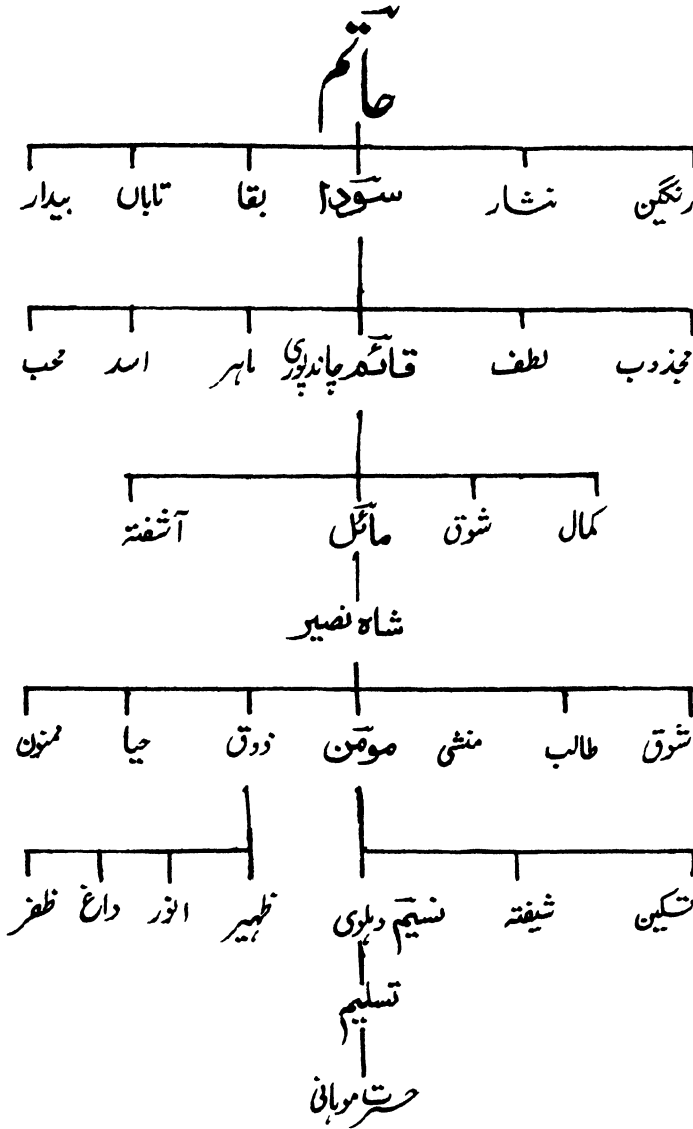 حاتم
رنگین نثار سودا بقا تاباں بیدار
مجذوب لطف قائم چاندپوری ماہر اسد محب
کمال شوق مائل آشفتہ
شاہ نصیر
شوق طالب منشی مومن ذوق حیا ممنون
تسکین شیفتہ نسیم دہلوی ظہیر انور داغ ظفر
تسلیم
حسرت موہانی